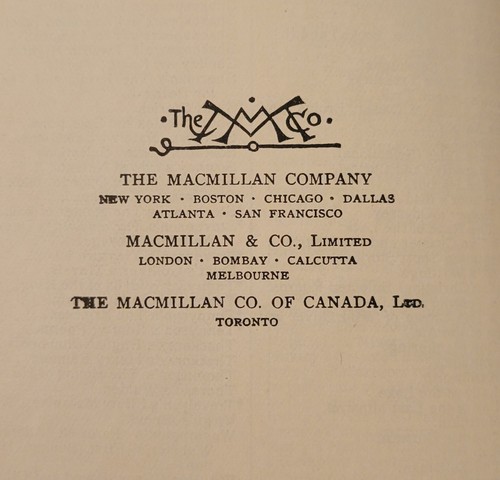 ·The M Co·
THE MACMILLAN COMPANY
NEW YORK · BOSTON · CHICAGO · DALLAS
ATLANTA · SAN FRANCISCO
MACMILLAN & CO., LIMITED
LONDON · BOMBAY · CALCUTTA
MELBOURNE
THE MACMILLAN CO. OF CANADA, LTD.
TORONTO